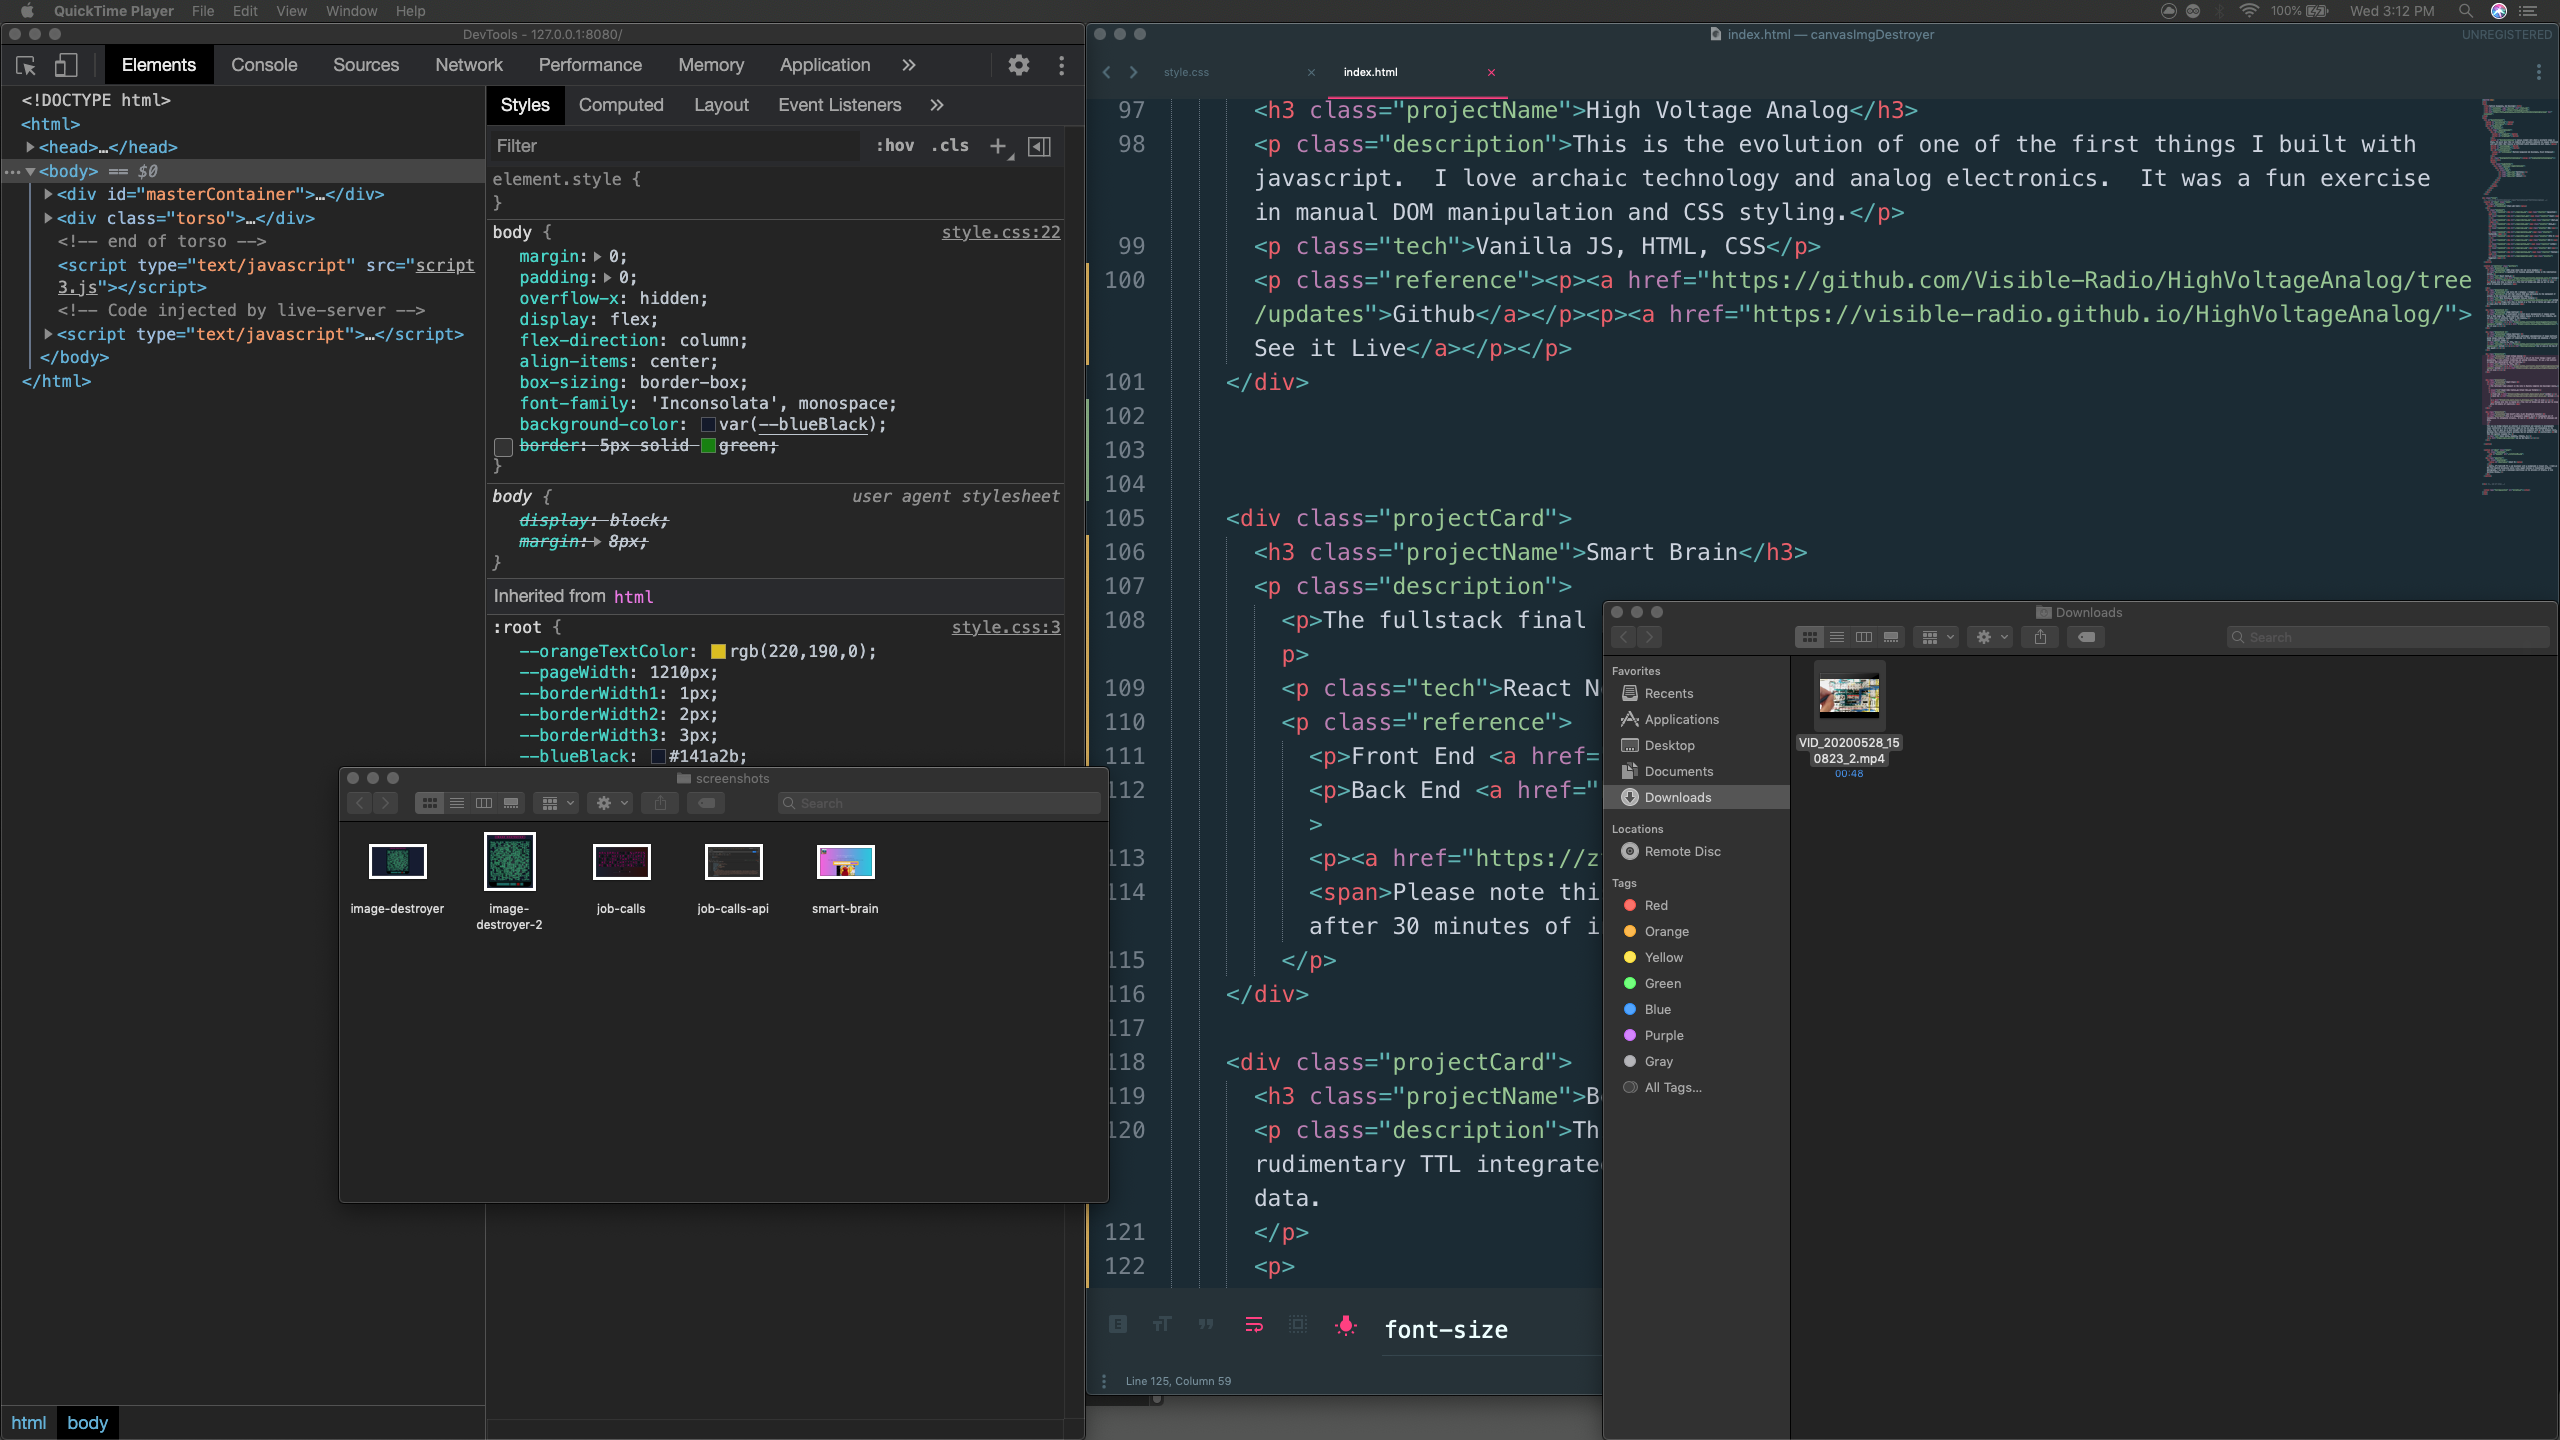 QuickTime Player File Edit View Window Help
100% Wed 3:12 PM
DevTools - 127.0.0.1:8080/
Elements Console Sources Network Performance Memory Application »
<!DOCTYPE html>
<html>
<head>…</head>
… <body> == $0
<div id="masterContainer">…</div>
<div class="torso">…</div>
<!-- end of torso -->
<script type="text/javascript" src="script
3.js"></script>
<!-- Code injected by live-server -->
<script type="text/javascript">…</script>
</body>
</html>
html body
Styles Computed Layout Event Listeners »
Filter :hov .cls +
element.style {
}
body { style.css:22
margin: 0;
padding: 0;
overflow-x: hidden;
display: flex;
flex-direction: column;
align-items: center;
box-sizing: border-box;
font-family: 'Inconsolata', monospace;
background-color: var(--blueBlack);
border: 5px solid green;
}
body { user agent stylesheet
display: block;
margin: 8px;
}
Inherited from html
:root { style.css:3
--orangeTextColor: rgb(220,190,0);
--pageWidth: 1210px;
--borderWidth1: 1px;
--borderWidth2: 2px;
--borderWidth3: 3px;
--blueBlack: #141a2b;
screenshots
Search
image-destroyer
image-
destroyer-2
job-calls
job-calls-api
smart-brain
index.html — canvasImgDestroyer
UNREGISTERED
style.css × index.html ×
97 <h3 class="projectName">High Voltage Analog</h3>
98 <p class="description">This is the evolution of one of the first things I built with
javascript.  I love archaic technology and analog electronics.  It was a fun exercise
in manual DOM manipulation and CSS styling.</p>
99 <p class="tech">Vanilla JS, HTML, CSS</p>
100 <p class="reference"><p><a href="https://github.com/Visible-Radio/HighVoltageAnalog/tree
/updates">Github</a></p><p><a href="https://visible-radio.github.io/HighVoltageAnalog/">
See it Live</a></p></p>
101 </div>
102
103
104
105 <div class="projectCard">
106 <h3 class="projectName">Smart Brain</h3>
107 <p class="description">
108 <p>The fullstack final
p>
109 <p class="tech">React N
110 <p class="reference">
111 <p>Front End <a href=
112 <p>Back End <a href="
>
113 <p><a href="https://z
114 <span>Please note thi
after 30 minutes of i
115 </p>
116 </div>
117
118 <div class="projectCard">
119 <h3 class="projectName">B
120 <p class="description">Th
rudimentary TTL integrate
data.
121 </p>
122 <p>
font-size
Line 125, Column 59
Downloads
Search
Favorites
Recents
Applications
Desktop
Documents
Downloads
Locations
Remote Disc
Tags
Red
Orange
Yellow
Green
Blue
Purple
Gray
All Tags...
VID_20200528_15
0823_2.mp4
00:48